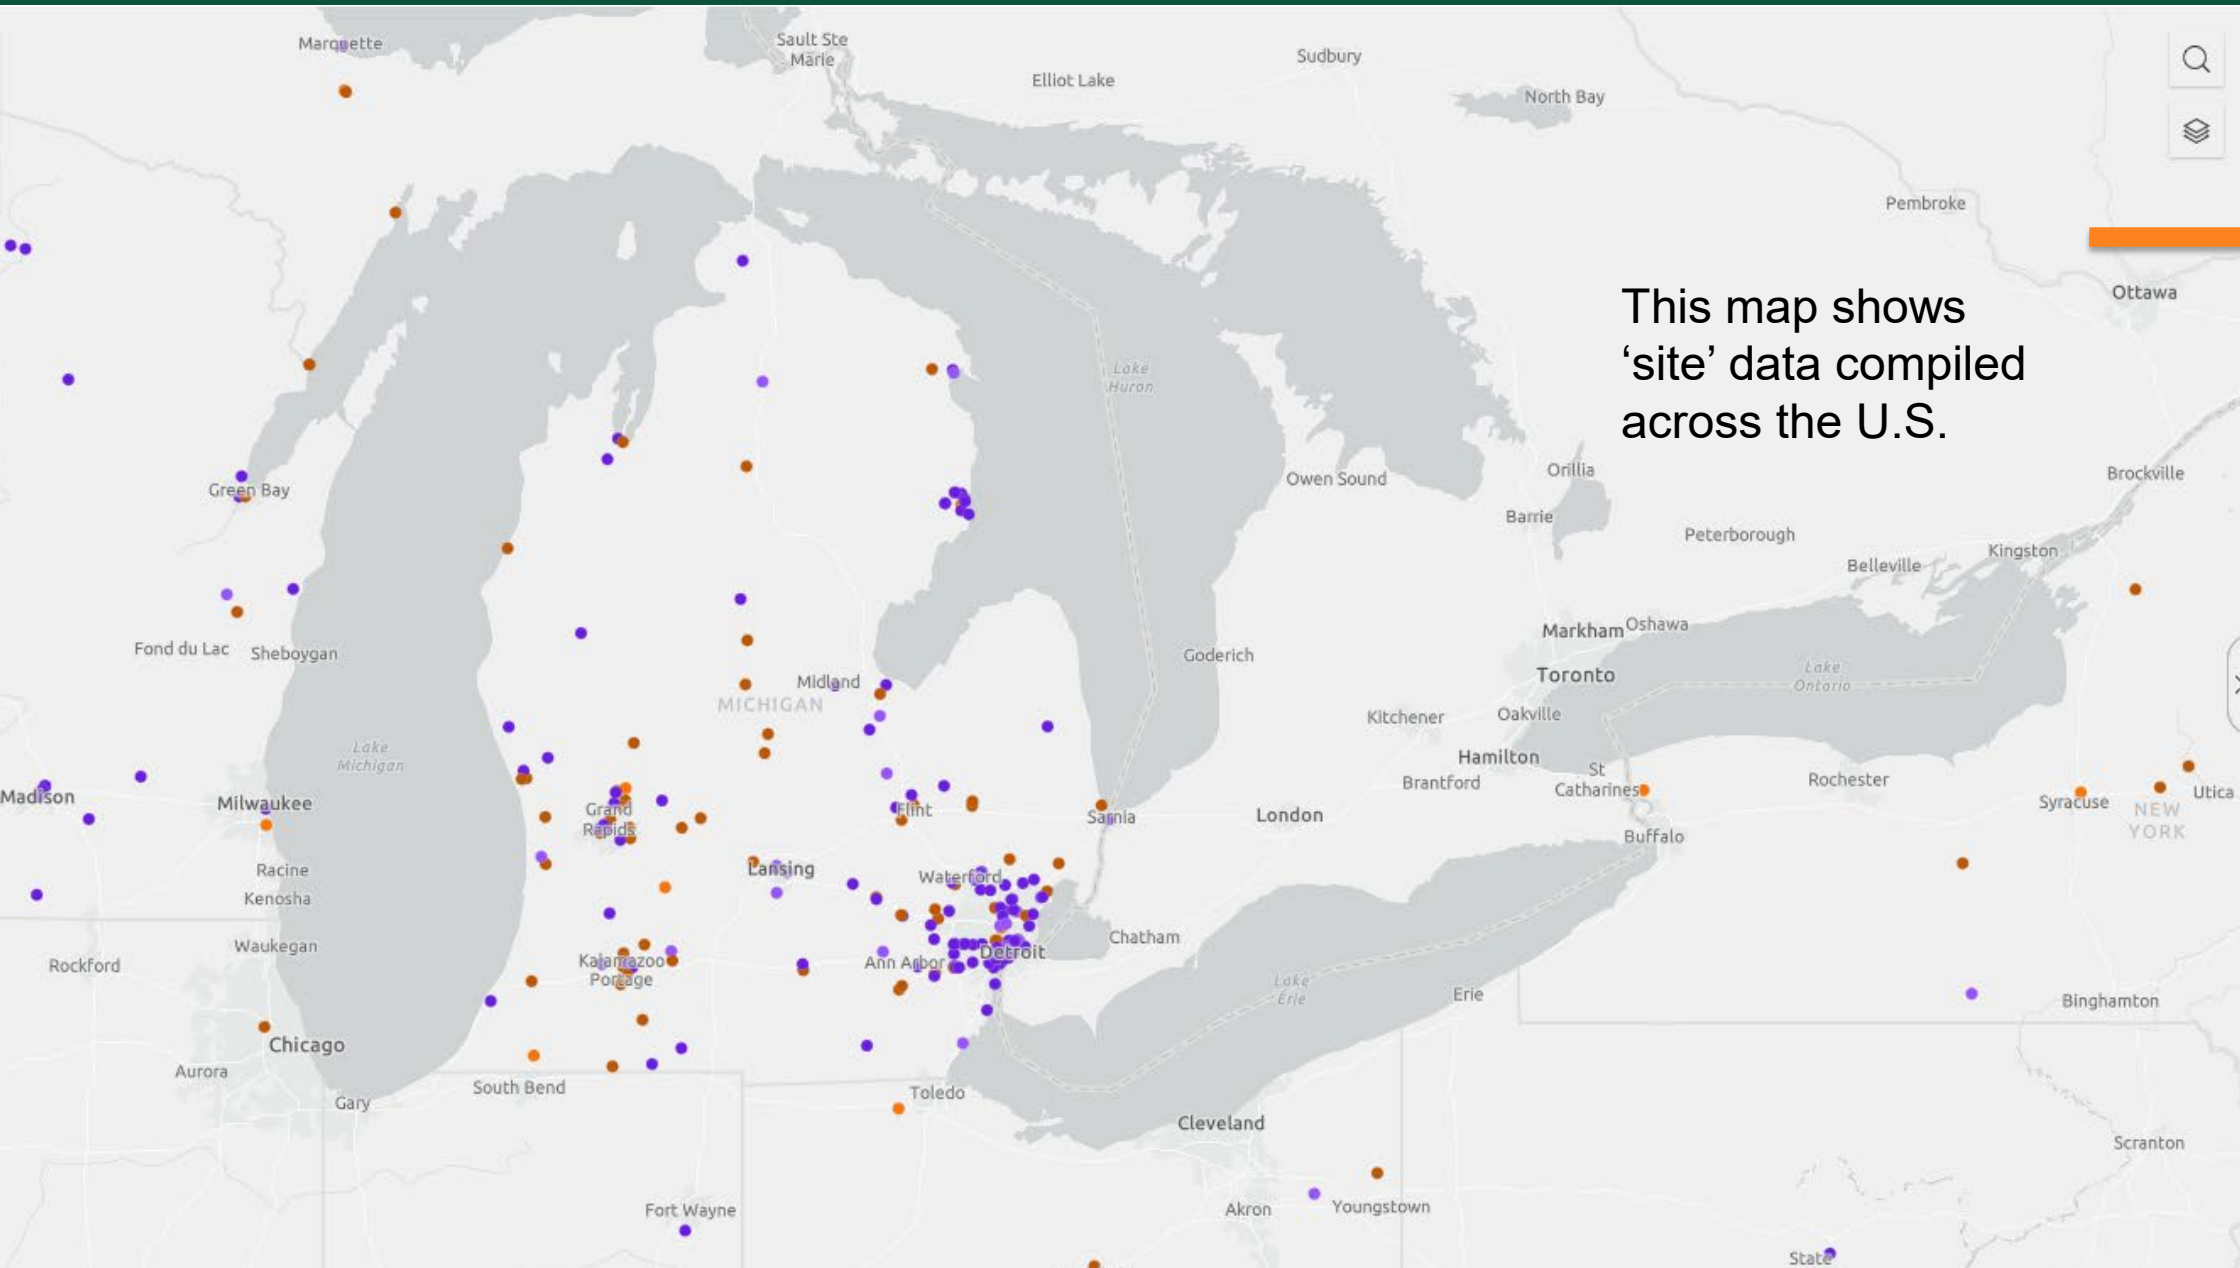 Marquette
Sault Ste
Marie
Sudbury
Elliot Lake
North Bay
Pembroke
Ottawa
This map shows
‘site’ data compiled
across the U.S.
Lake
Huron
Owen Sound
Orillia
Brockville
Green Bay
Barrie
Peterborough
Kingston
Belleville
Fond du Lac
Sheboygan
Markham
Oshawa
Goderich
Toronto
Lake
Ontario
Midland
MICHIGAN
Kitchener
Oakville
Lake
Michigan
Hamilton
St
Catharines
Brantford
Rochester
Madison
Milwaukee
Grand
Rapids
Flint
Sarnia
London
Syracuse
Utica
NEW
YORK
Buffalo
Racine
Lansing
Waterford
Kenosha
Waukegan
Chatham
Rockford
Kalamazoo
Portage
Ann Arbor
Detroit
Lake
Erie
Erie
Binghamton
Chicago
Aurora
South Bend
Toledo
Gary
Cleveland
Scranton
Fort Wayne
Akron
Youngstown
State